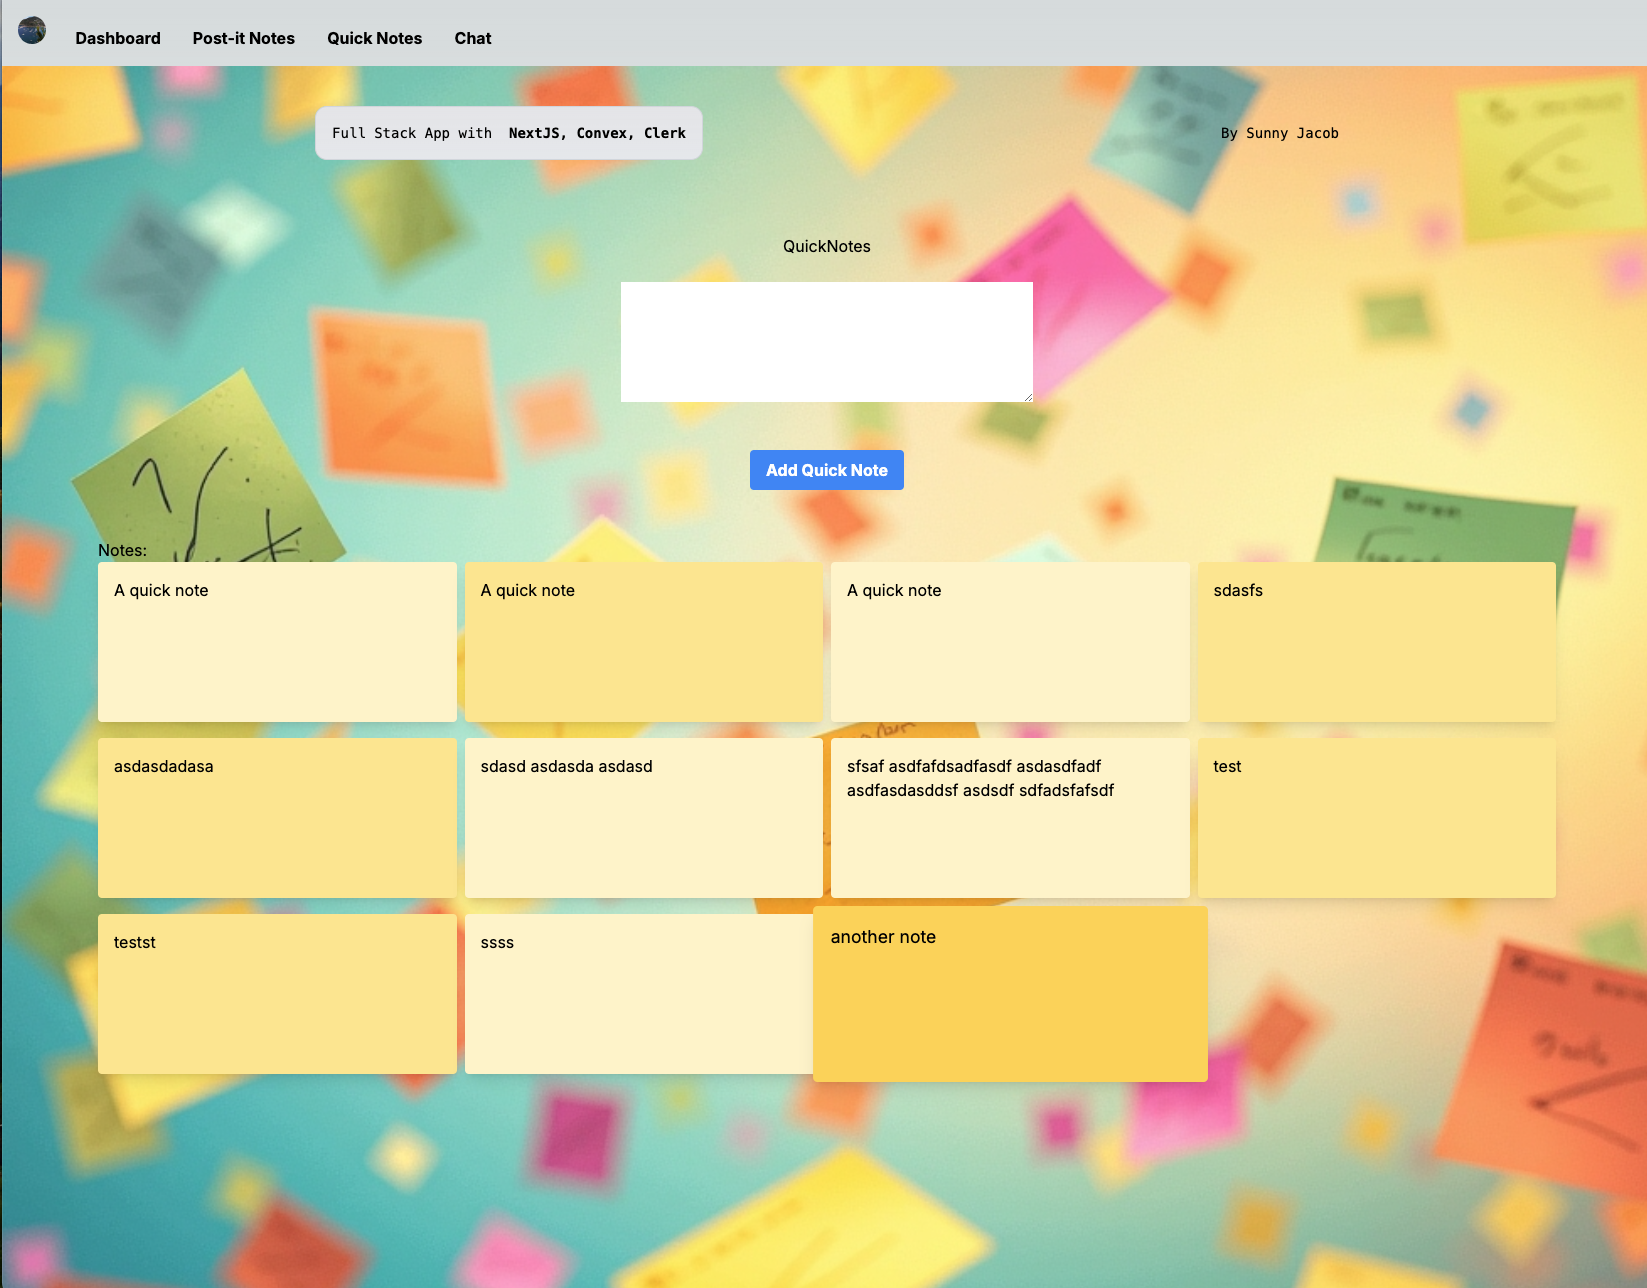 Dashboard Post-it Notes Quick Notes Chat
Full Stack App with NextJS, Convex, Clerk
By Sunny Jacob
QuickNotes
Add Quick Note
Notes:
A quick note
A quick note
A quick note
sdasfs
asdasdadasa
sdasd asdasda asdasd
sfsaf asdfafdsadfasdf asdasdfadf
asdfasdasddsf asdsdf sdfadsfafsdf
test
testst
ssss
another note